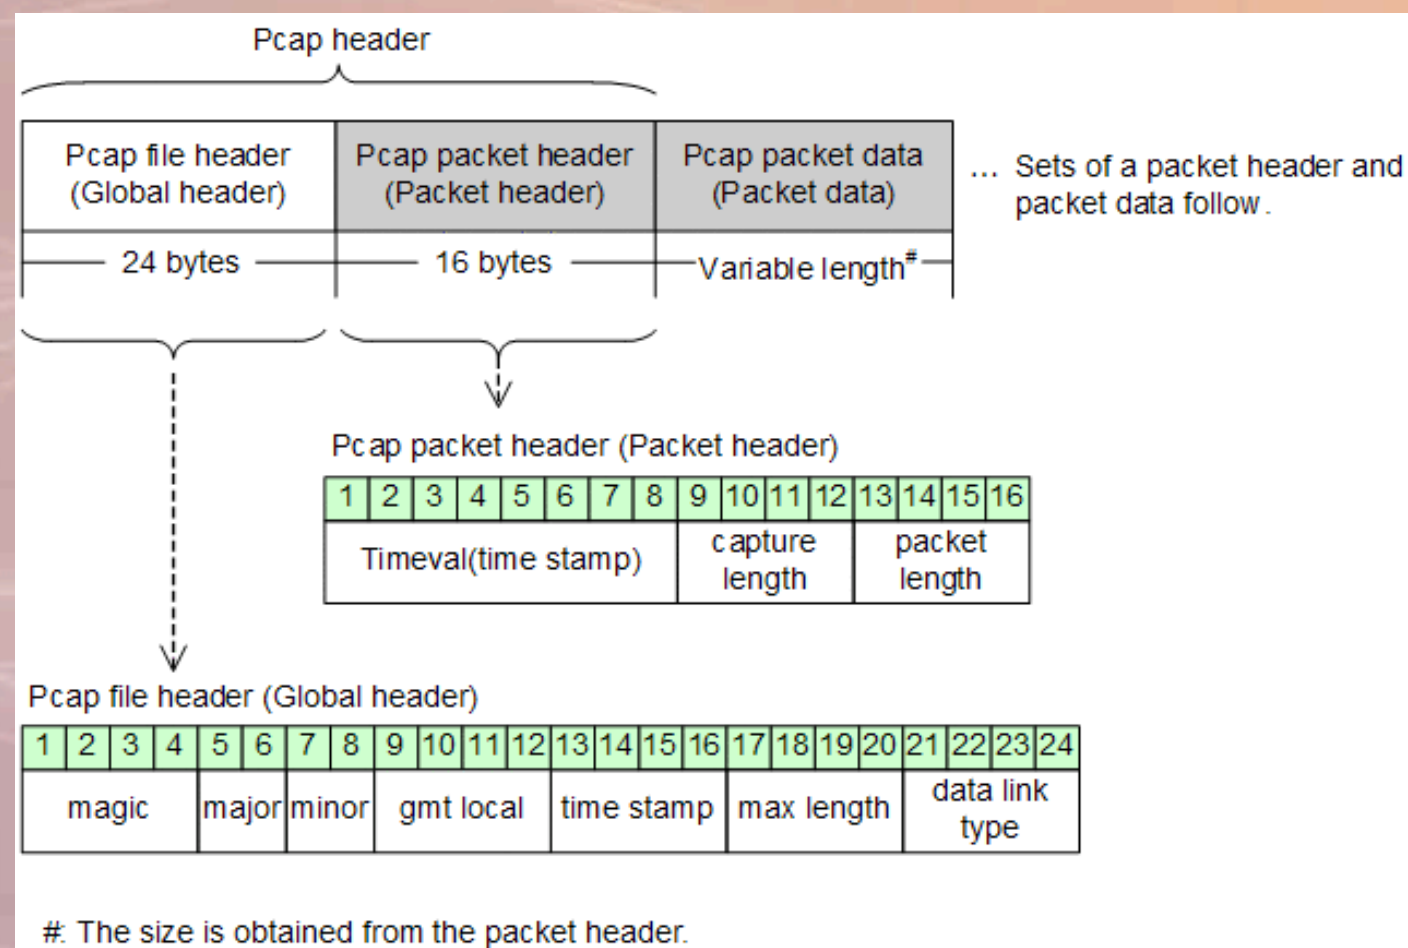 Pcap header
Pcap file header
(Global header)
Pcap packet header
(Packet header)
Pcap packet data
(Packet data)
... Sets of a packet header and
packet data follow.
24 bytes
16 bytes
Variable length#
Pcap packet header (Packet header)
1 2 3 4 5 6 7 8 9 10 11 12 13 14 15 16
Timeval(time stamp)
capture
length
packet
length
Pcap file header (Global header)
1 2 3 4 5 6 7 8 9 10 11 12 13 14 15 16 17 18 19 20 21 22 23 24
magic
major
minor
gmt local
time stamp
max length
data link
type
#: The size is obtained from the packet header.